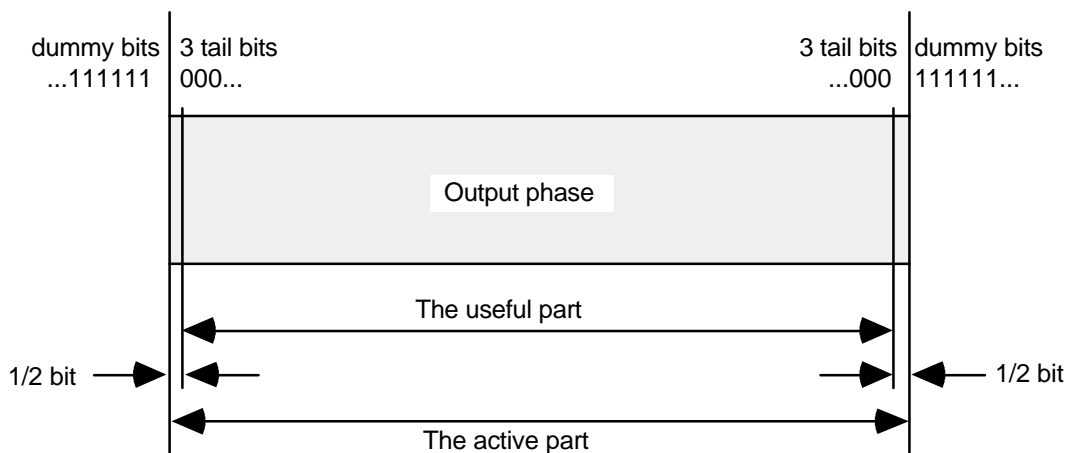 dummy bits 3 tail bits 3 tail bits dummy bits
...111111 000... ...000 111111...
Output phase
The useful part
1/2 bit 1/2 bit
The active part